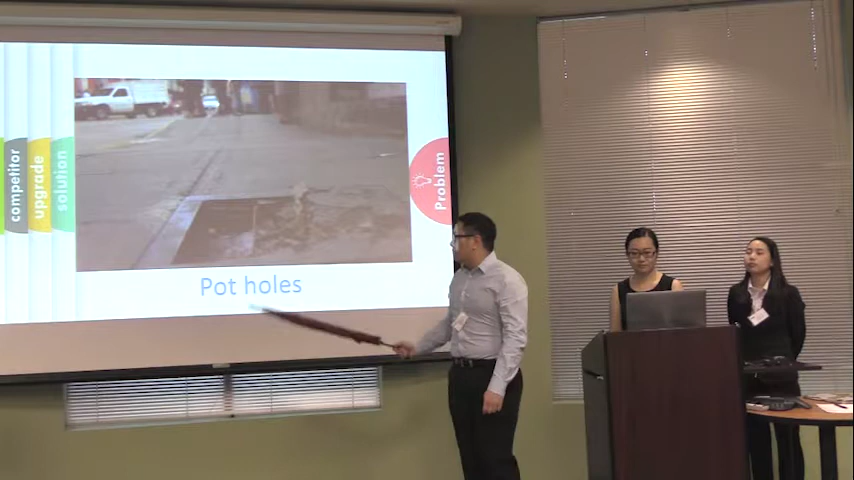 competitor
upgrade
solution
Problem
Pot holes